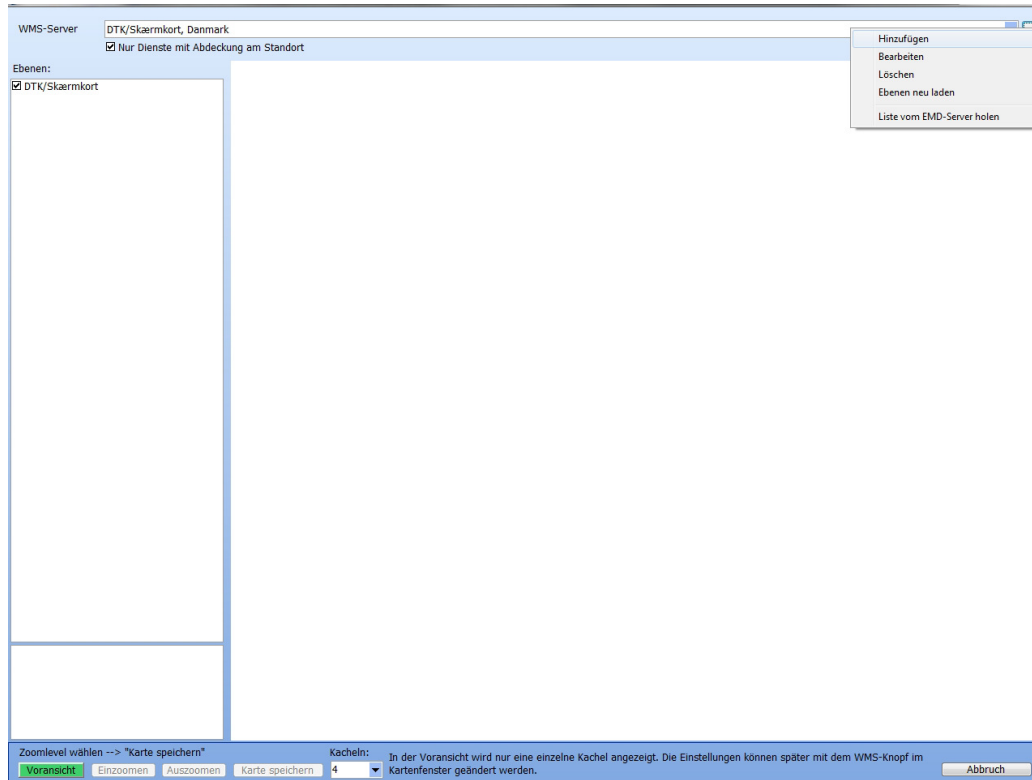 WMS-Server
DTK/Skærmkort, Danmark
Nur Dienste mit Abdeckung am Standort
Hinzufügen
Bearbeiten
Löschen
Ebenen neu laden
Liste vom EMD-Server holen
Ebenen:
DTK/Skærmkort
Zoomlevel wählen --> "Karte speichern"
Voransicht Einzoomen Auszoomen Karte speichern
Kacheln:
4
In der Voransicht wird nur eine einzelne Kachel angezeigt. Die Einstellungen können später mit dem WMS-Knopf im
Kartenfenster geändert werden.
Abbruch